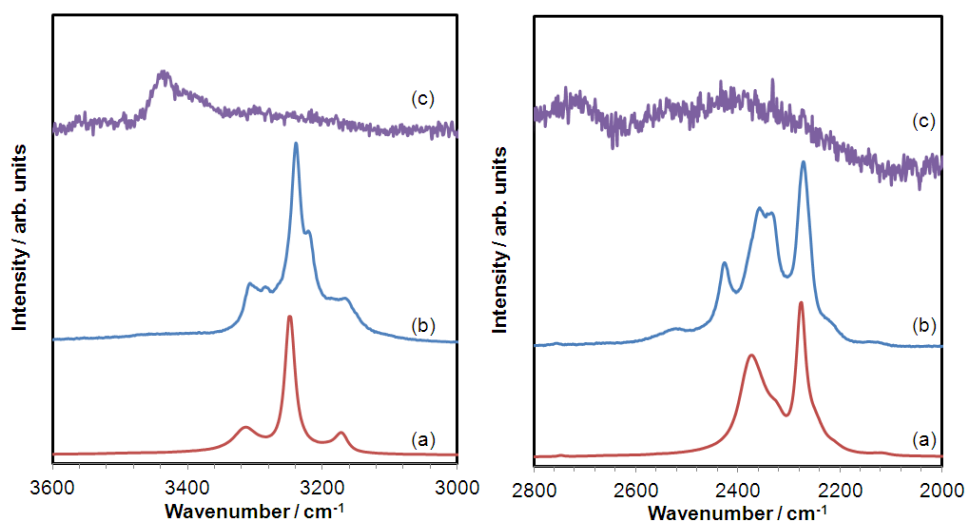 (c)
(b)
(a)
Intensity / arb. units
3600 3400 3200 3000
Wavenumber / cm-1
(c)
(b)
(a)
Intensity / arb. units
2800 2600 2400 2200 2000
Wavenumber / cm-1